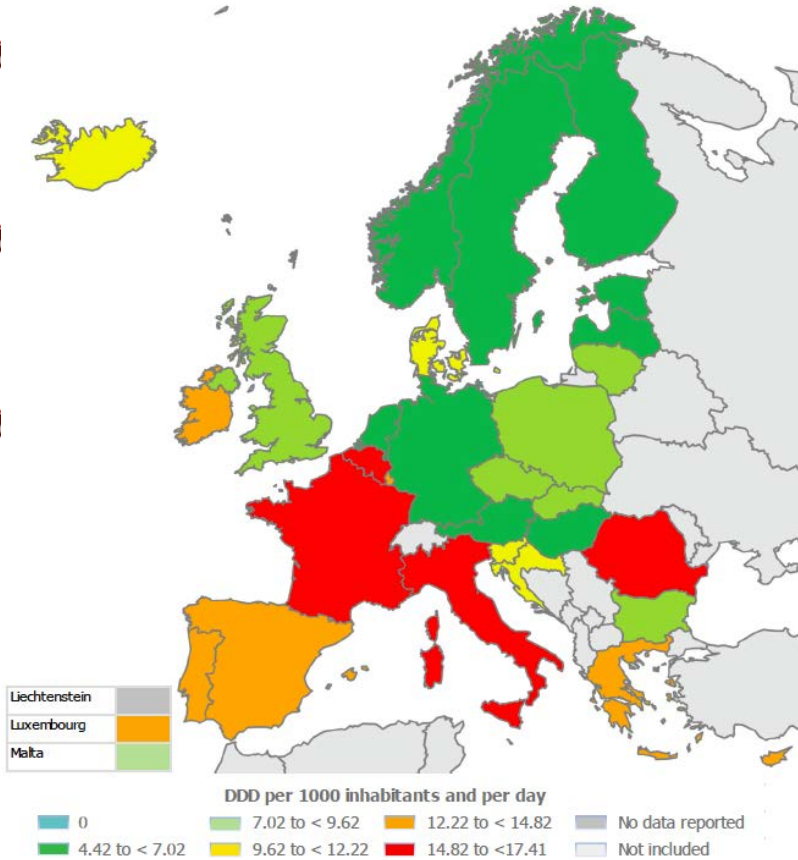 Liechtenstein
Luxembourg
Malta
DDD per 1000 inhabitants and per day
0
7.02 to < 9.62
12.22 to < 14.82
No data reported
4.42 to < 7.02
9.62 to < 12.22
14.82 to <17.41
Not included